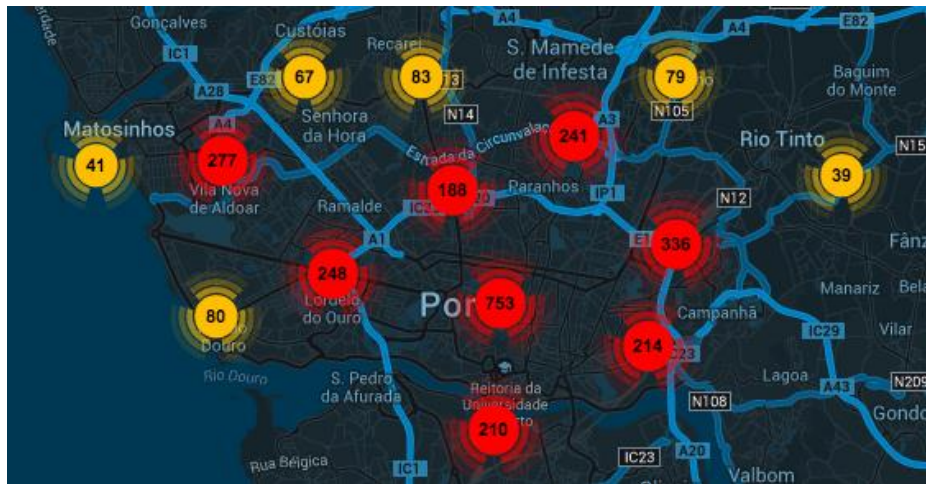 Gonçalves
IC1
Custóias
Recarei
A4
S. Mamede
de Infesta
A4
E82
E82
67
83
79
A28
N14
N105
Baguim
do Monte
Matosinhos
A4
Senhora
da Hora
A3
241
Rio Tinto
N15
41
277
Estrada da Circunvalação
39
Vila Nova
de Aldoar
188
Paranhos
IP1
N12
Ramalde
A1
336
248
753
Manariz
80
Lordelo
do Ouro
Campanhã
Douro
214
IC23
IC29
Vilar
Rio Douro
S. Pedro
da Afurada
Reitoria da
Universidade
Lagoa
A43
N209
N108
210
Rua Bélgica
IC1
IC23
A20
Valbom